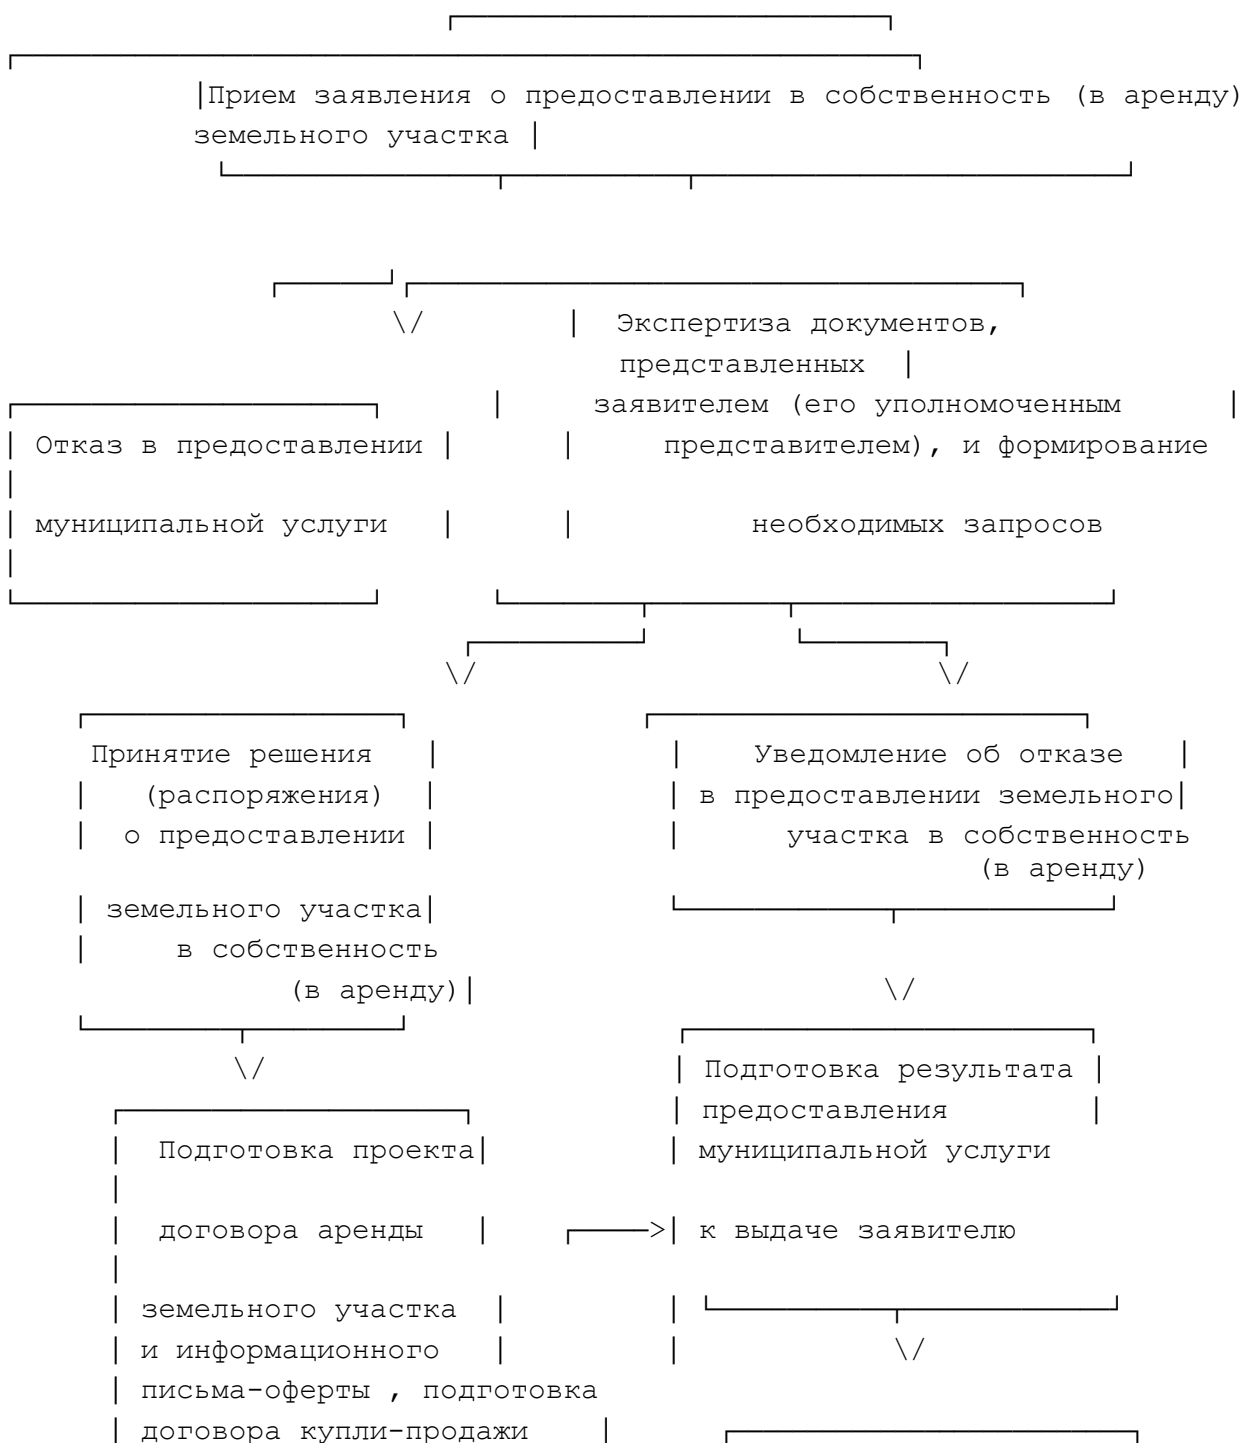 Прием заявления о предоставлении в собственность (в аренду)
земельного участка
Экспертиза документов,
представленных
заявителем (его уполномоченным
представителем), и формирование
необходимых запросов
Отказ в предоставлении
муниципальной услуги
Принятие решения
(распоряжения)
о предоставлении
земельного участка
в собственность
(в аренду)
Уведомление об отказе
в предоставлении земельного
участка в собственность
(в аренду)
Подготовка результата
предоставления
муниципальной услуги
к выдаче заявителю
Подготовка проекта
договора аренды
земельного участка
и информационного
письма-оферты , подготовка
договора купли-продажи